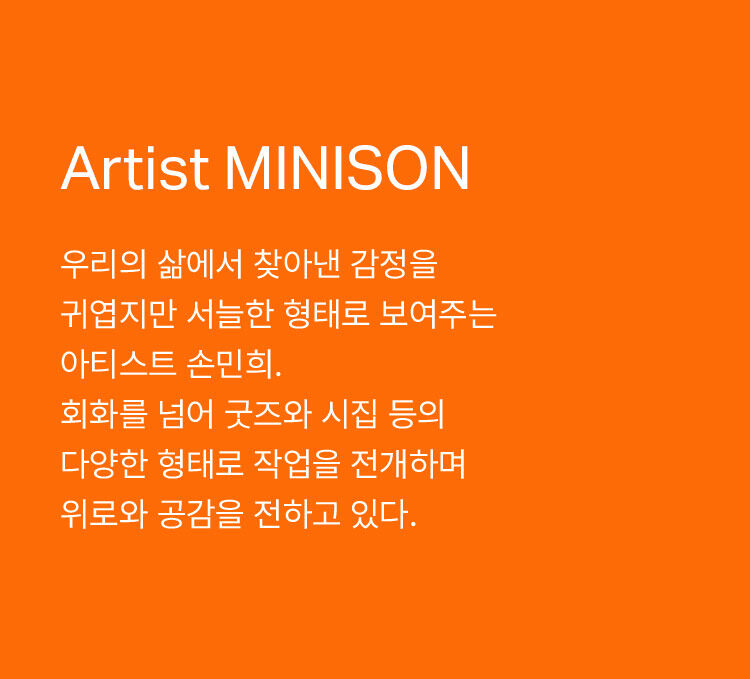 Artist MINISON
우리의 삶에서 찾아낸 감정을
귀엽지만 서늘한 형태로 보여주는
아티스트 손민희.
회화를 넘어 굿즈와 시집 등의
다양한 형태로 작업을 전개하며
위로와 공감을 전하고 있다.